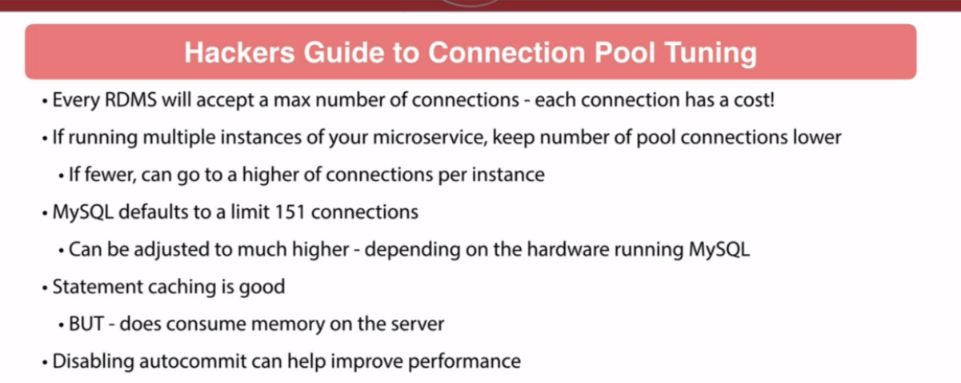 Hackers Guide to Connection Pool Tuning
• Every RDMS will accept a max number of connections - each connection has a cost!
• If running multiple instances of your microservice, keep number of pool connections lower
• If fewer, can go to a higher of connections per instance
• MySQL defaults to a limit 151 connections
• Can be adjusted to much higher - depending on the hardware running MySQL
• Statement caching is good
• BUT - does consume memory on the server
• Disabling autocommit can help improve performance